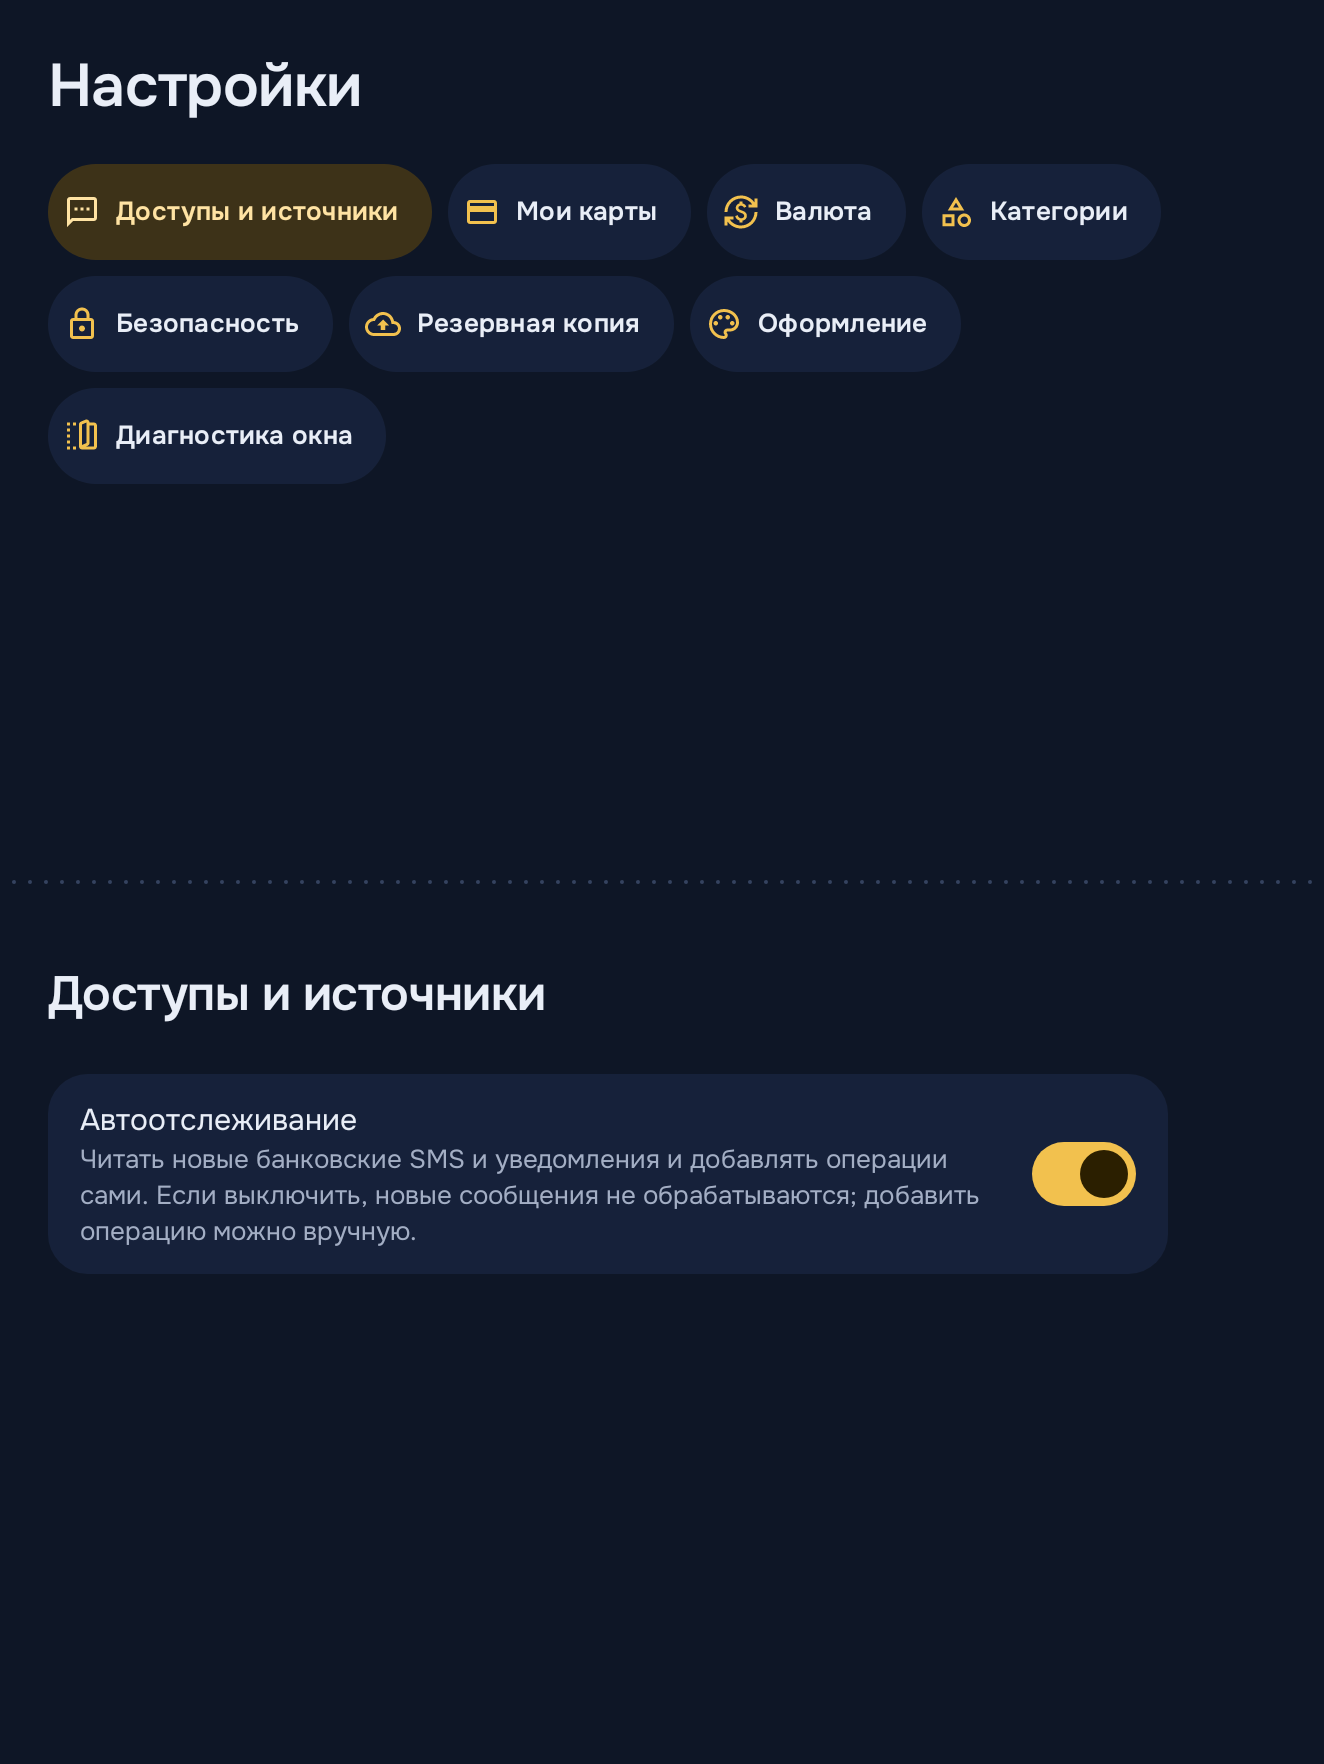 Настройки
Доступы и источники
Мои карты
Валюта
Категории
Безопасность
Резервная копия
Оформление
Диагностика окна
Доступы и источники
Автоотслеживание
Читать новые банковские SMS и уведомления и добавлять операции
сами. Если выключить, новые сообщения не обрабатываются; добавить
операцию можно вручную.